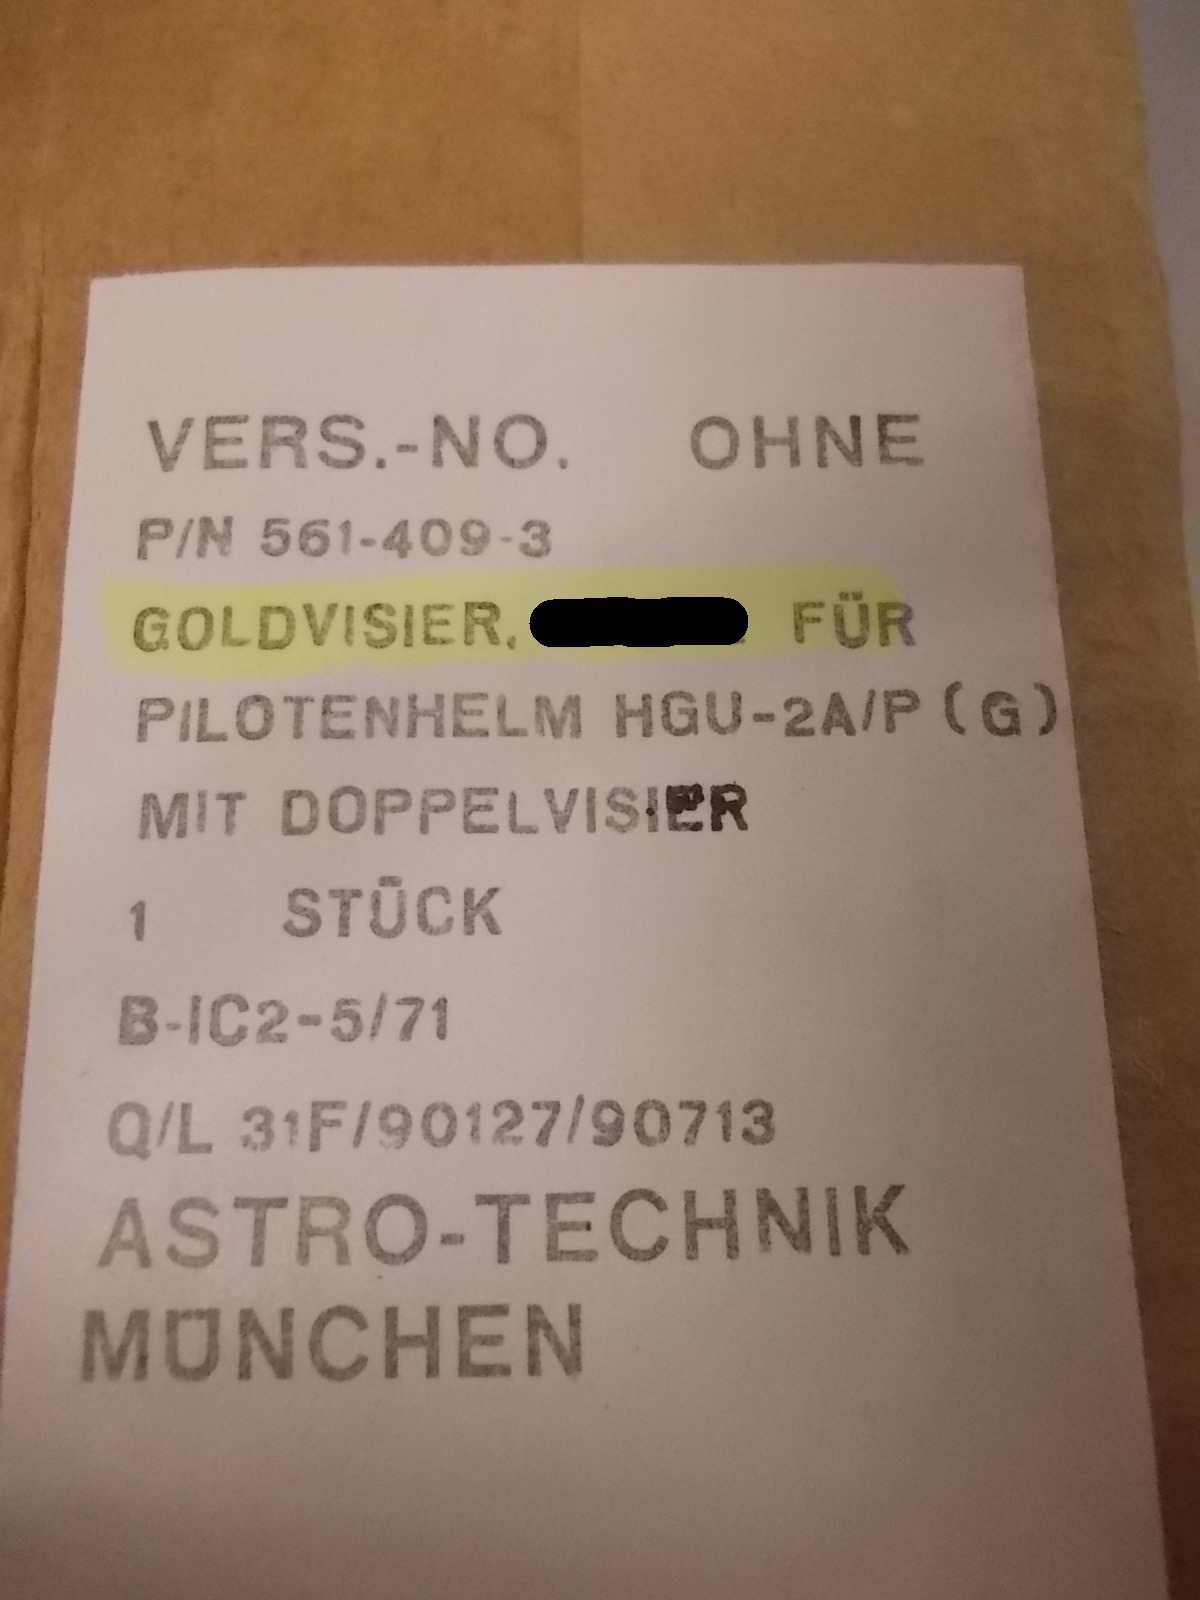 VERS.-NO. OHNE
P/N 561-409-3
GOLDVISIER, FÜR
PILOTENHELM HGU-2A/P (G)
MIT DOPPELVISIER
1 STÜCK
B-IC2-5/71
Q/L 31F/90127/90713
ASTRO-TECHNIK
MÜNCHEN